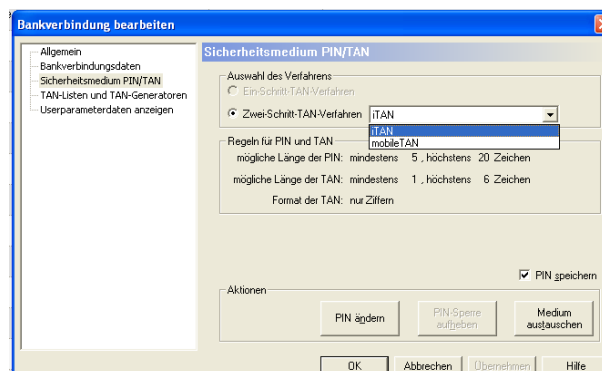 Bankverbindung bearbeiten
Allgemein
Bankverbindungsdaten
Sicherheitsmedium PIN/TAN
TAN-Listen und TAN-Generatoren
Userparameterdaten anzeigen
Sicherheitsmedium PIN/TAN
Auswahl des Verfahrens
Ein-Schritt-TAN-Verfahren
Zwei-Schritt-TAN-Verfahren iTAN
iTAN
mobileTAN
Regeln für PIN und TAN
mögliche Länge der PIN: mindestens 5 , höchstens 20 Zeichen
mögliche Länge der TAN: mindestens 1 , höchstens 6 Zeichen
Format der TAN: nur Ziffern
PIN speichern
Aktionen
PIN ändern
PIN-Sperre
aufheben
Medium
austauschen
OK Abbrechen Übernehmen Hilfe